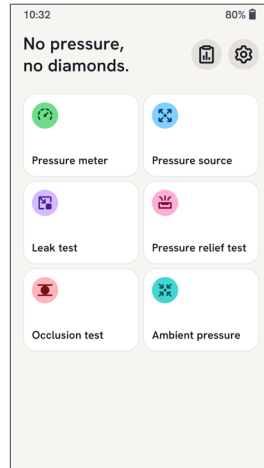 10:32 80%
No pressure,
no diamonds.
Pressure meter Pressure source
Leak test Pressure relief test
Occlusion test Ambient pressure